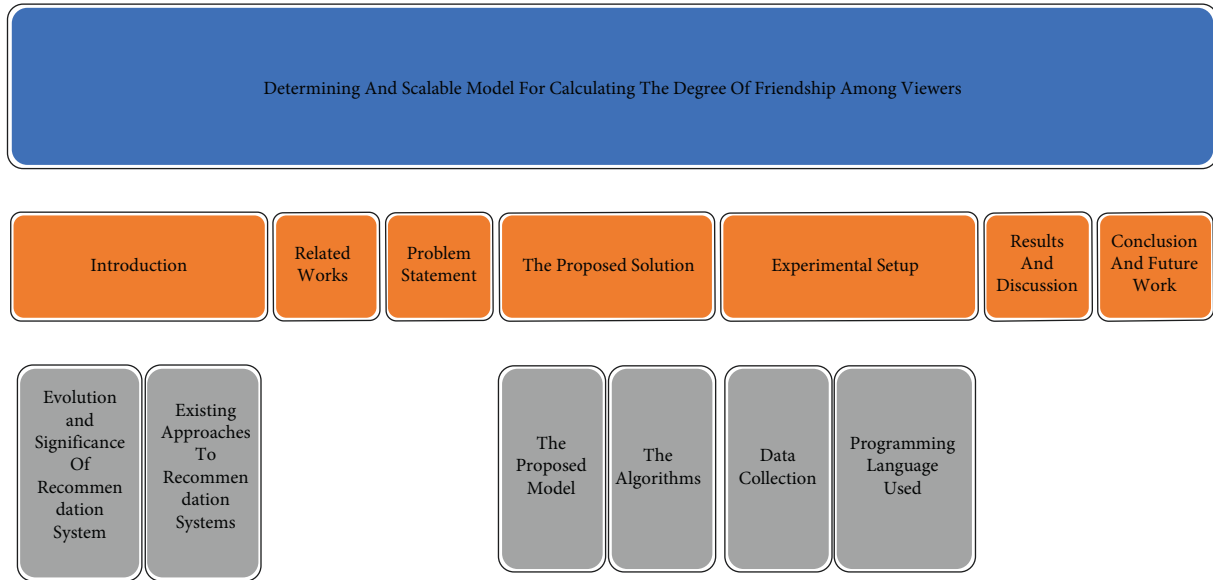 Determining And Scalable Model For Calculating The Degree Of Friendship Among Viewers
Introduction
Related
Works
Problem
Statement
The Proposed Solution
Experimental Setup
Results
And
Discussion
Conclusion
And Future
Work
Evolution
and
Significance
Of
Recommen
dation
System
Existing
Approaches
To
Recommen
dation
Systems
The
Proposed
Model
The
Algorithms
Data
Collection
Programming
Language
Used